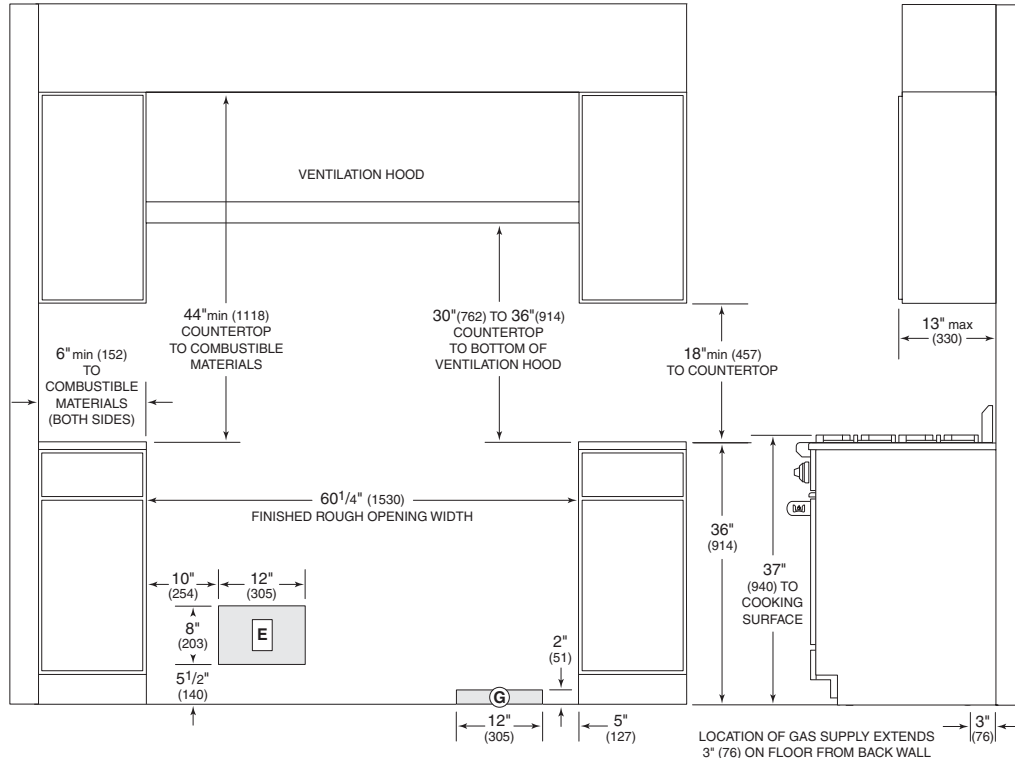 VENTILATION HOOD
44" min (1118)
COUNTERTOP
TO COMBUSTIBLE
MATERIALS
30" (762) TO 36" (914)
COUNTERTOP
TO BOTTOM OF
VENTILATION HOOD
13" max
(330)
6" min (152)
TO
COMBUSTIBLE
MATERIALS
(BOTH SIDES)
18" min (457)
TO COUNTERTOP
60 1/4" (1530)
FINISHED ROUGH OPENING WIDTH
36"
(914)
37"
(940) TO
COOKING
SURFACE
10"
(254)
12"
(305)
8"
(203)
E
5 1/2"
(140)
2"
(51)
G
12"
(305)
5"
(127)
3"
(76)
LOCATION OF GAS SUPPLY EXTENDS
3" (76) ON FLOOR FROM BACK WALL